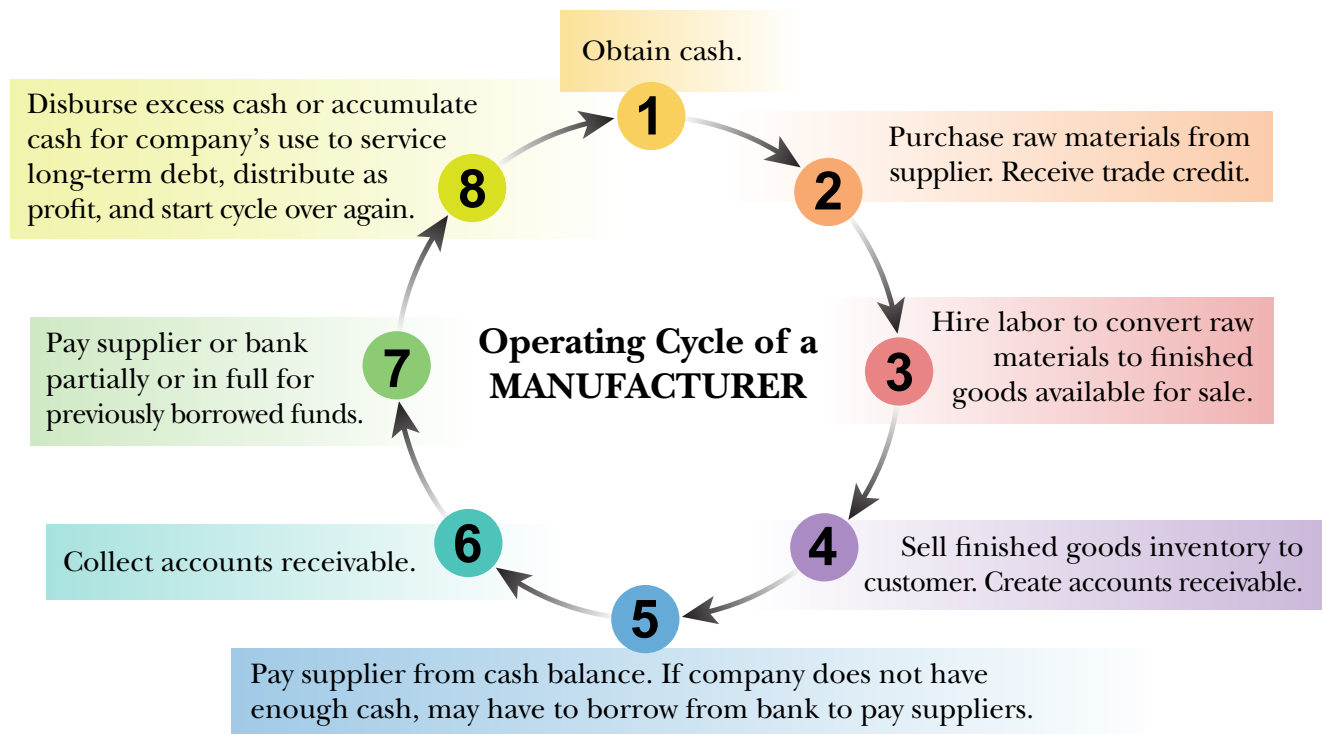 Operating Cycle of a
MANUFACTURER
1
Obtain cash.
2
Purchase raw materials from
supplier. Receive trade credit.
3
Hire labor to convert raw
materials to finished
goods available for sale.
4
Sell finished goods inventory to
customer. Create accounts receivable.
5
Pay supplier from cash balance. If company does not have
enough cash, may have to borrow from bank to pay suppliers.
6
Collect accounts receivable.
7
Pay supplier or bank
partially or in full for
previously borrowed funds.
8
Disburse excess cash or accumulate
cash for company’s use to service
long-term debt, distribute as
profit, and start cycle over again.